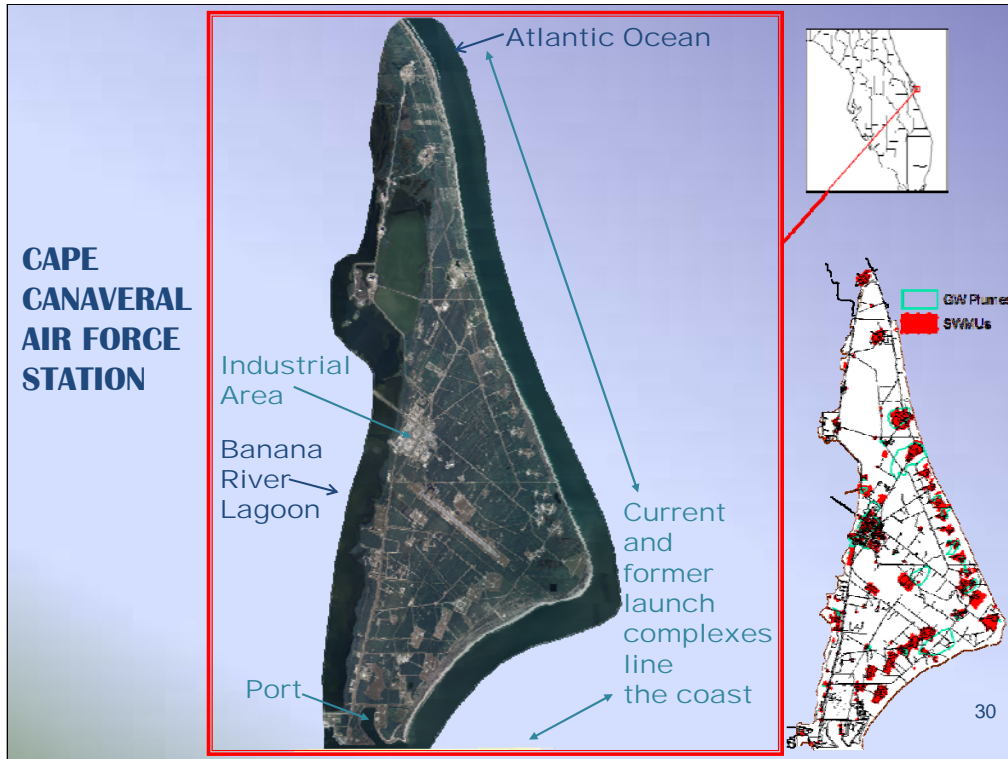 CAPE
CANAVERAL
AIR FORCE
STATION
Atlantic Ocean
Industrial
Area
Banana
River
Lagoon
Port
Current
and
former
launch
complexes
line
the coast
GW Plumes
SWMUs
30